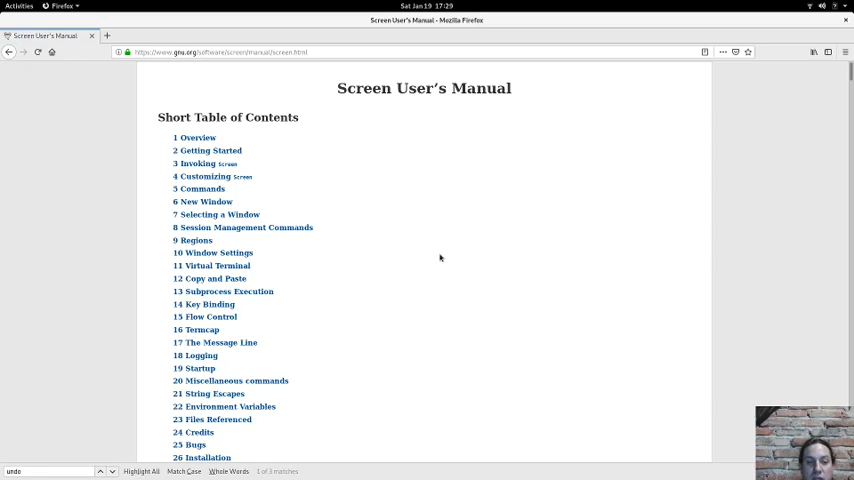 Activities Firefox Sat Jan 19 17:29
Screen User's Manual - Mozilla Firefox
Screen User's Manual
https://www.gnu.org/software/screen/manual/screen.html
Screen User’s Manual
Short Table of Contents
1 Overview
2 Getting Started
3 Invoking Screen
4 Customizing Screen
5 Commands
6 New Window
7 Selecting a Window
8 Session Management Commands
9 Regions
10 Window Settings
11 Virtual Terminal
12 Copy and Paste
13 Subprocess Execution
14 Key Binding
15 Flow Control
16 Termcap
17 The Message Line
18 Logging
19 Startup
20 Miscellaneous commands
21 String Escapes
22 Environment Variables
23 Files Referenced
24 Credits
25 Bugs
26 Installation
undo Highlight All Match Case Whole Words 1 of 3 matches